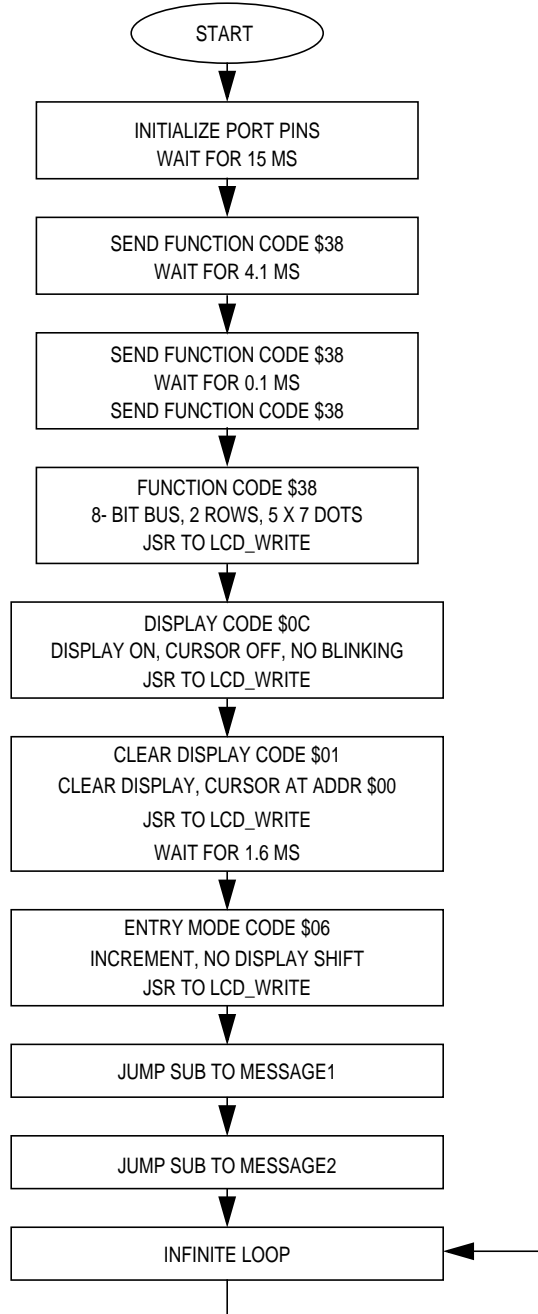 START
INITIALIZE PORT PINS
WAIT FOR 15 MS
SEND FUNCTION CODE $38
WAIT FOR 4.1 MS
SEND FUNCTION CODE $38
WAIT FOR 0.1 MS
SEND FUNCTION CODE $38
FUNCTION CODE $38
8- BIT BUS, 2 ROWS, 5 X 7 DOTS
JSR TO LCD_WRITE
DISPLAY CODE $0C
DISPLAY ON, CURSOR OFF, NO BLINKING
JSR TO LCD_WRITE
CLEAR DISPLAY CODE $01
CLEAR DISPLAY, CURSOR AT ADDR $00
JSR TO LCD_WRITE
WAIT FOR 1.6 MS
ENTRY MODE CODE $06
INCREMENT, NO DISPLAY SHIFT
JSR TO LCD_WRITE
JUMP SUB TO MESSAGE1
JUMP SUB TO MESSAGE2
INFINITE LOOP